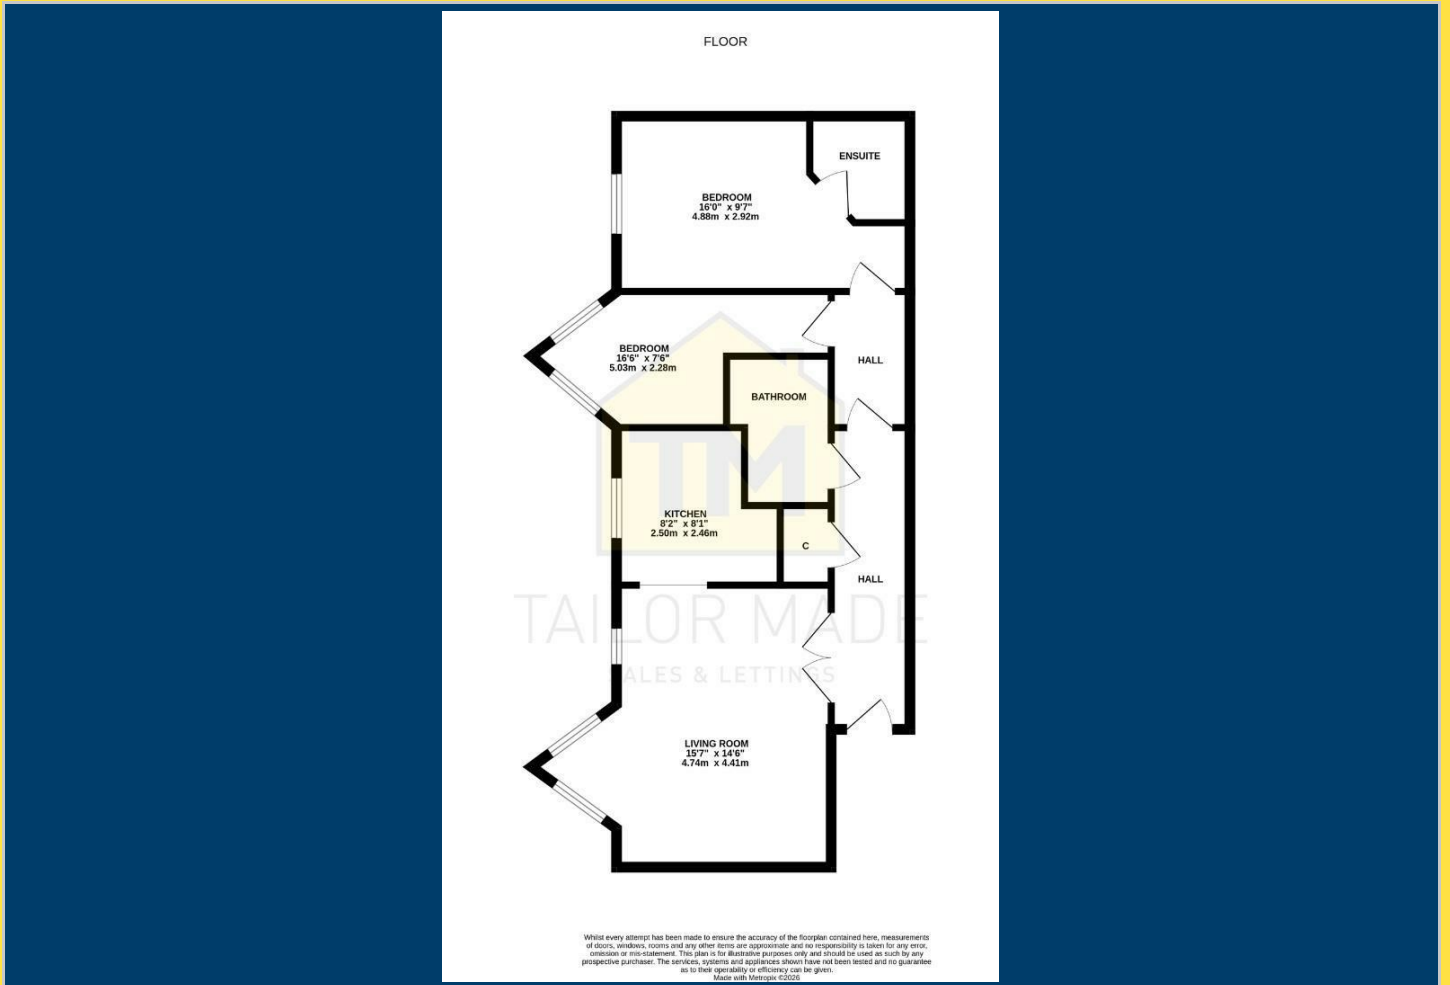 FLOOR
ENSUITE
BEDROOM
16'0" x 9'7"
4.88m x 2.92m
BEDROOM
16'6" x 7'6"
5.03m x 2.28m
HALL
BATHROOM
TM
KITCHEN
8'2" x 8'1"
2.50m x 2.46m
C
HALL
TAILOR MADE
SALES & LETTINGS
LIVING ROOM
15'7" x 14'6"
4.74m x 4.41m
Whilst every attempt has been made to ensure the accuracy of the floorplan contained here, measurements
of doors, windows, rooms and any other items are approximate and no responsibility is taken for any error,
omission or mis-statement. This plan is for illustrative purposes only and should be used as such by any
prospective purchaser. The services, systems and appliances shown have not been tested and no guarantee
as to their operability or efficiency can be given.
Made with Metropix ©2026